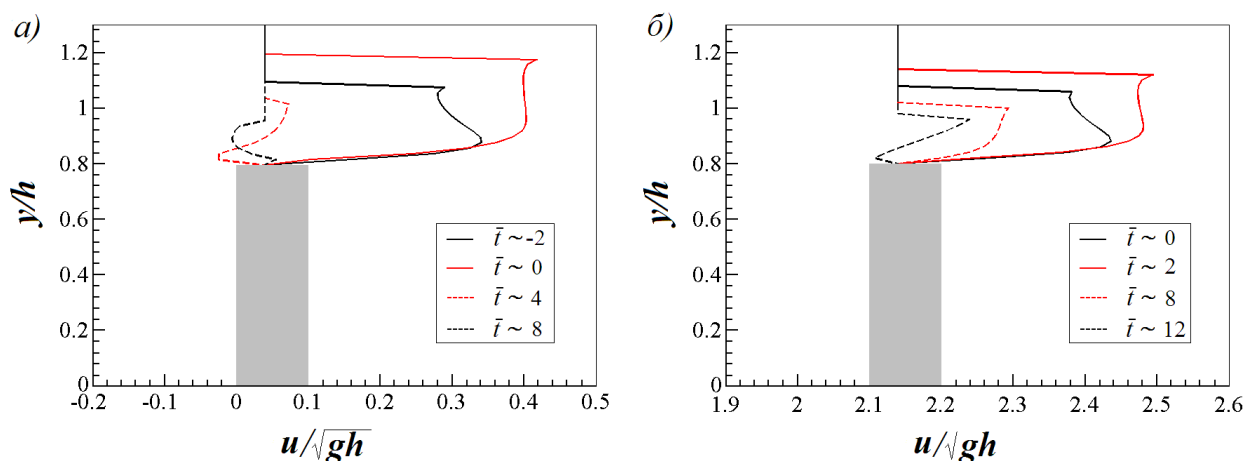 а)
y/h
1.2
1
0.8
0.6
0.4
0.2
0
-0.2 -0.1 0 0.1 0.2 0.3 0.4 0.5
u/√gh
t̄ ~ -2
t̄ ~ 0
t̄ ~ 4
t̄ ~ 8
б)
y/h
1.2
1
0.8
0.6
0.4
0.2
0
1.9 2 2.1 2.2 2.3 2.4 2.5 2.6
u/√gh
t̄ ~ 0
t̄ ~ 2
t̄ ~ 8
t̄ ~ 12